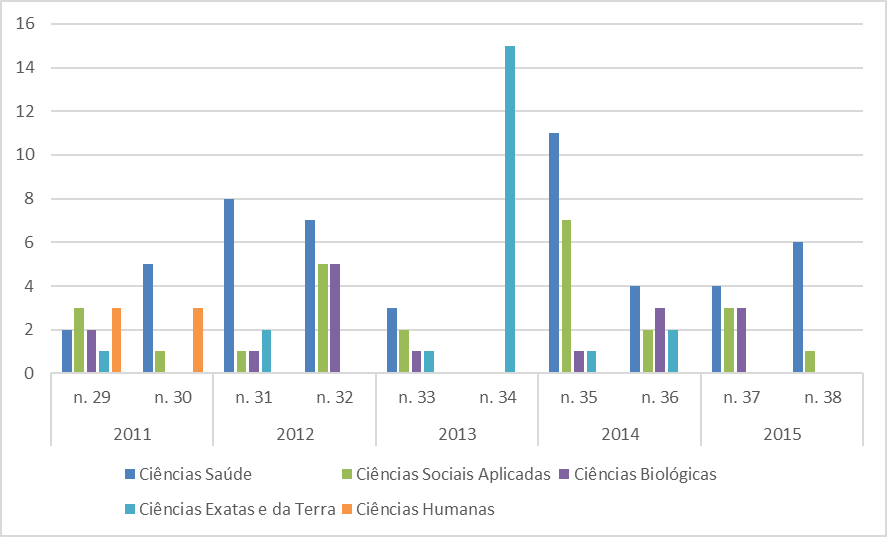 16
14
12
10
8
6
4
2
0
n. 29 n. 30 n. 31 n. 32 n. 33 n. 34 n. 35 n. 36 n. 37 n. 38
2011 2012 2013 2014 2015
Ciências Saúde Ciências Sociais Aplicadas Ciências Biológicas
Ciências Exatas e da Terra Ciências Humanas